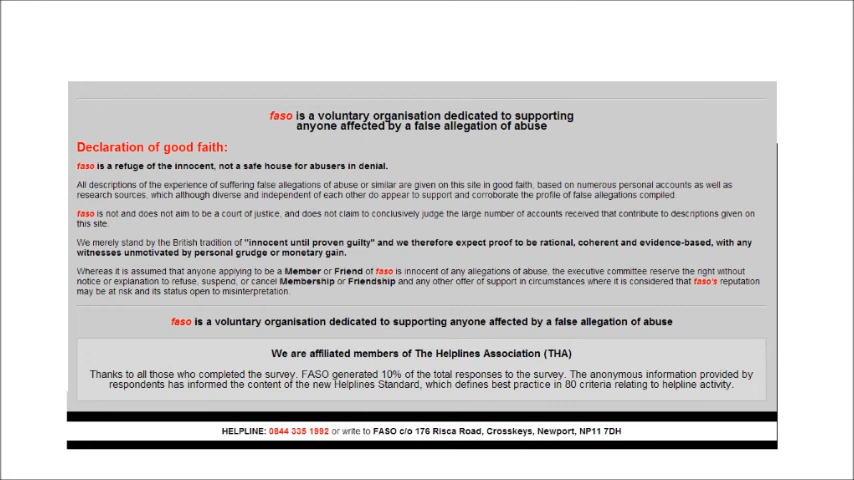 faso is a voluntary organisation dedicated to supporting
anyone affected by a false allegation of abuse
Declaration of good faith:
faso is a refuge of the innocent, not a safe house for abusers in denial.
All descriptions of the experience of suffering false allegations of abuse or similar are given on this site in good faith, based on numerous personal accounts as well as
research sources, which although diverse and independent of each other do appear to support and corroborate the profile of false allegations compiled.
faso is not and does not aim to be a court of justice, and does not claim to conclusively judge the large number of accounts received that contribute to descriptions given on
this site.
We merely stand by the British tradition of "innocent until proven guilty" and we therefore expect proof to be rational, coherent and evidence-based, with any
witnesses unmotivated by personal grudge or monetary gain.
Whereas it is assumed that anyone applying to be a Member or Friend of faso is innocent of any allegations of abuse, the executive committee reserve the right without
notice or explanation to refuse, suspend, or cancel Membership or Friendship and any other offer of support in circumstances where it is considered that faso's reputation
may be at risk and its status open to misinterpretation.
faso is a voluntary organisation dedicated to supporting anyone affected by a false allegation of abuse
We are affiliated members of The Helplines Association (THA)
Thanks to all those who completed the survey. FASO generated 10% of the total responses to the survey. The anonymous information provided by
respondents has informed the content of the new Helplines Standard, which defines best practice in 80 criteria relating to helpline activity.
HELPLINE: 0844 335 1992 or write to FASO c/o 176 Risca Road, Crosskeys, Newport, NP11 7DH